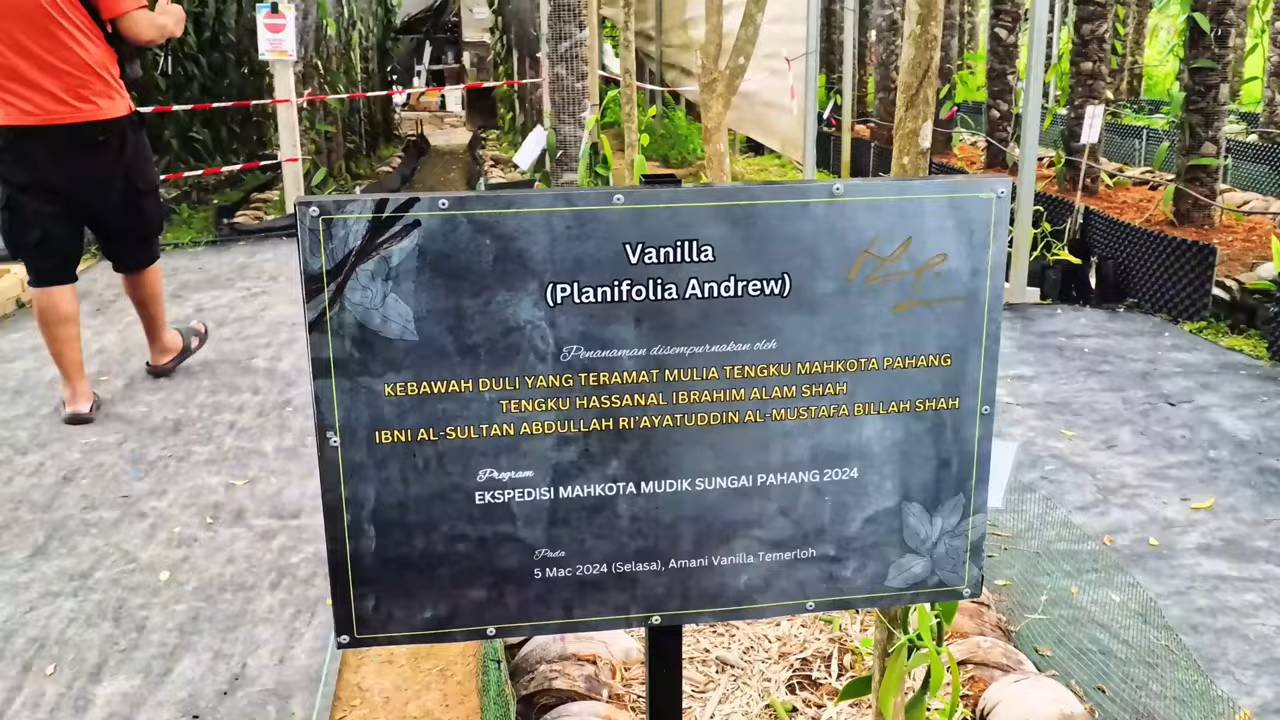 Vanilla
(Planifolia Andrew)
Penanaman disempurnakan oleh
KEBAWAH DULI YANG TERAMAT MULIA TENGKU MAHKOTA PAHANG
TENGKU HASSANAL IBRAHIM ALAM SHAH
IBNI AL-SULTAN ABDULLAH RI'AYATUDDIN AL-MUSTAFA BILLAH SHAH
Program
EKSPEDISI MAHKOTA MUDIK SUNGAI PAHANG 2024
Pada
5 Mac 2024 (Selasa), Amani Vanilla Temerloh